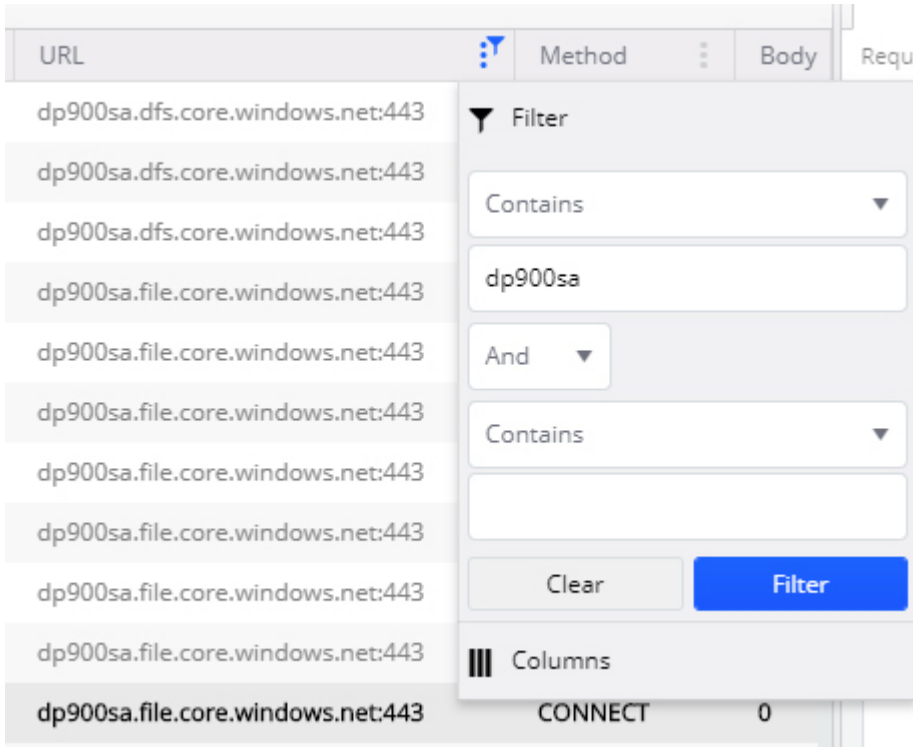 URL Method Body Requ
dp900sa.dfs.core.windows.net:443
dp900sa.dfs.core.windows.net:443
dp900sa.dfs.core.windows.net:443
dp900sa.file.core.windows.net:443
dp900sa.file.core.windows.net:443
dp900sa.file.core.windows.net:443
dp900sa.file.core.windows.net:443
dp900sa.file.core.windows.net:443
dp900sa.file.core.windows.net:443
dp900sa.file.core.windows.net:443
dp900sa.file.core.windows.net:443 CONNECT 0
Filter
Contains
dp900sa
And
Contains
Clear Filter
Columns